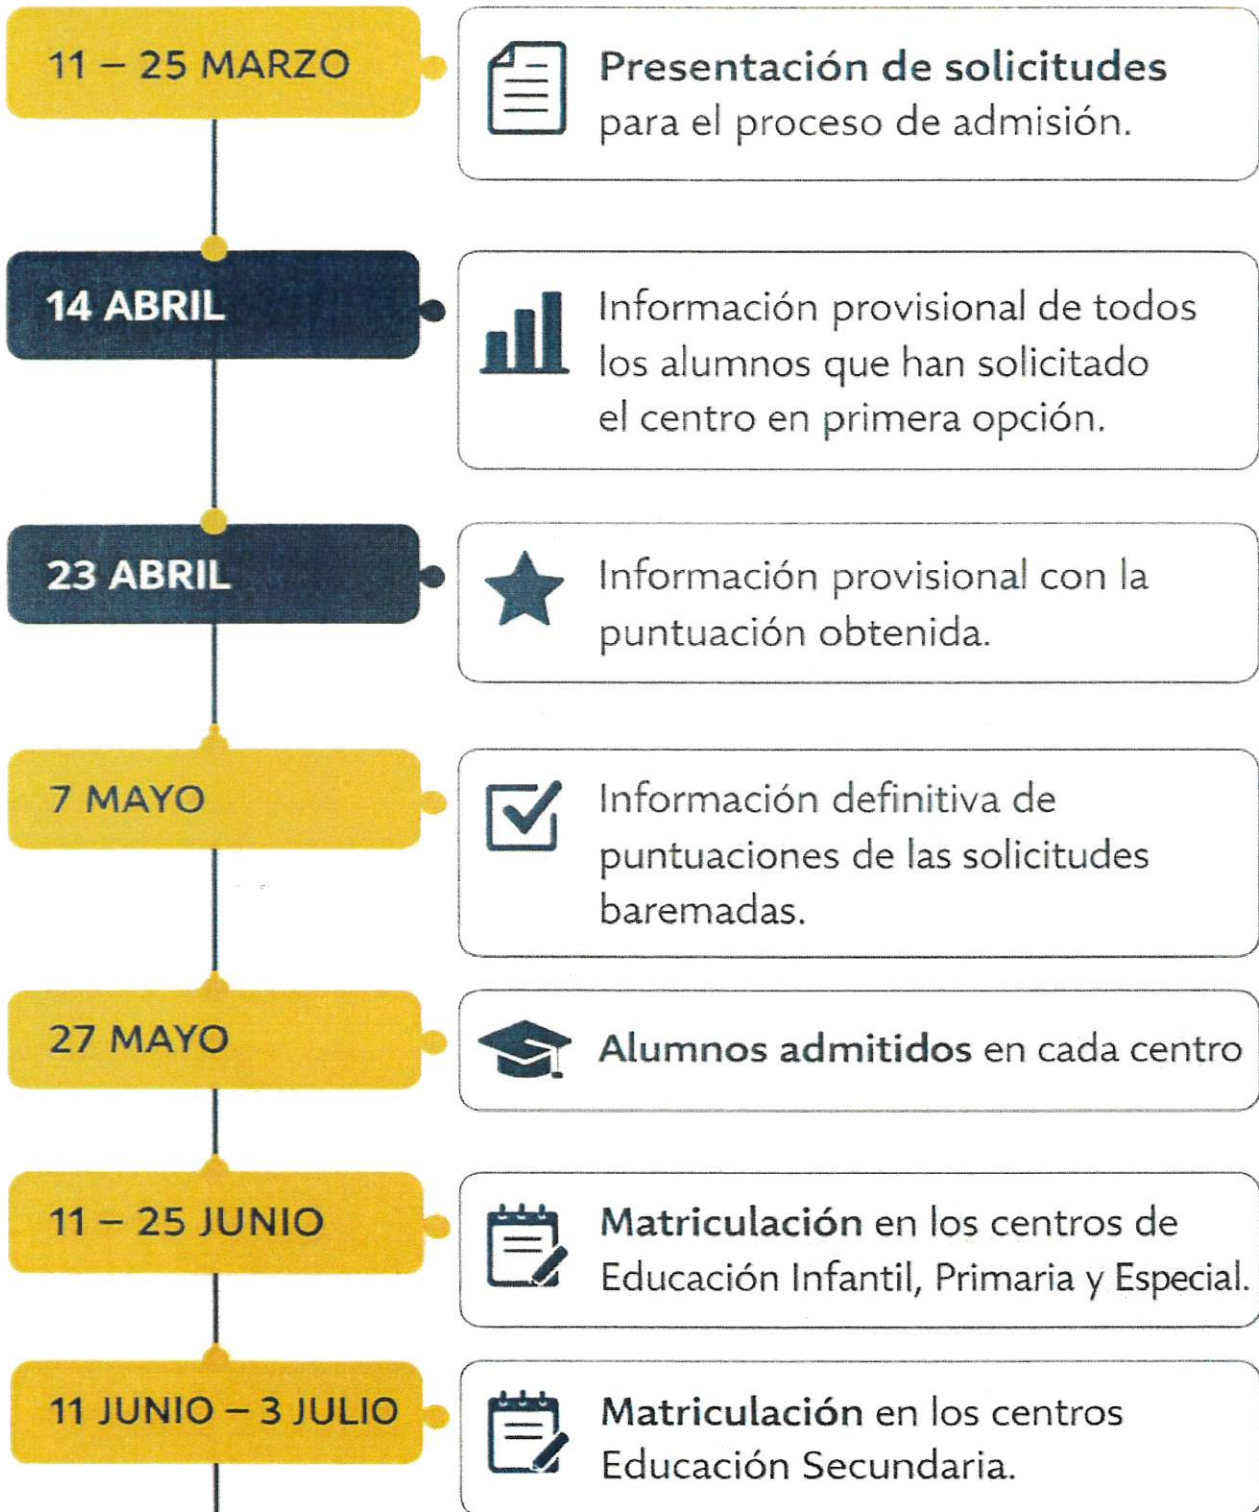 11 – 25 MARZO
Presentación de solicitudes
para el proceso de admisión.
14 ABRIL
Información provisional de todos
los alumnos que han solicitado
el centro en primera opción.
23 ABRIL
Información provisional con la
puntuación obtenida.
7 MAYO
Información definitiva de
puntuaciones de las solicitudes
baremadas.
27 MAYO
Alumnos admitidos en cada centro
11 – 25 JUNIO
Matriculación en los centros de
Educación Infantil, Primaria y Especial.
11 JUNIO – 3 JULIO
Matriculación en los centros
Educación Secundaria.